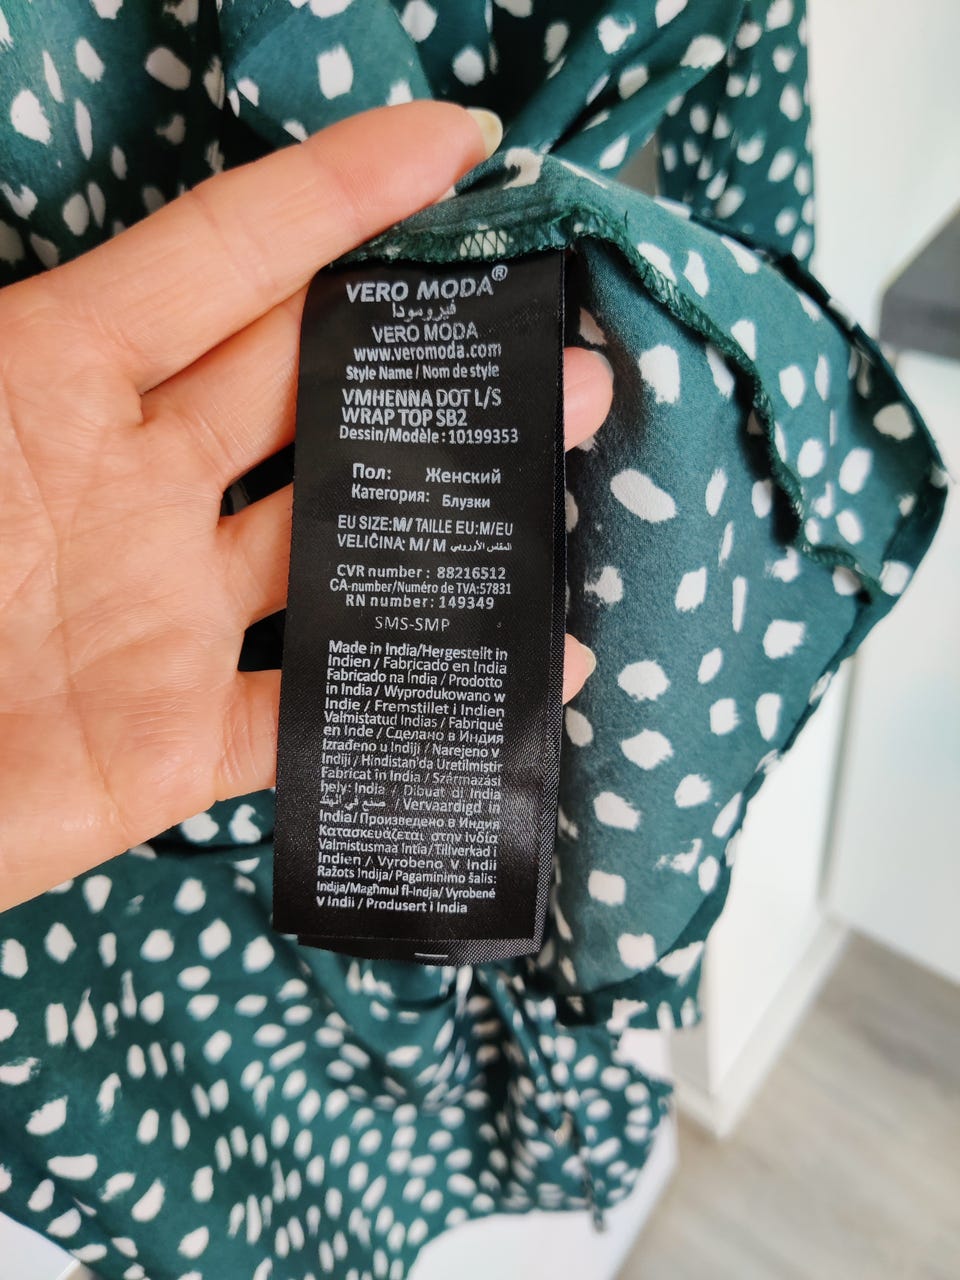 VERO MODA®
فيرومودا
VERO MODA
www.veromoda.com
Style Name / Nom de style
VMHENNA DOT L/S
WRAP TOP SB2
Dessin/Modèle : 10199353
Пол: Женский
Категория: Блузки
EU SIZE:M/ TAILLE EU:M/EU
VELIČINA: M/M المقاس الأوروبي
CVR number : 88216512
CA-number/Numéro de TVA:57831
RN number : 149349
SMS-SMP
Made in India/Hergestellt in
Indien / Fabricado en India
Fabricado na Índia / Prodotto
in India / Wyprodukowano w
Indie / Fremstillet i Indien
Valmistatud Indias / Fabriqué
en Inde / Сделано в Индия
Izrađeno u Indiji / Narejeno v
Indiji / Hindistan'da Uretilmistir
Fabricat în India / Származási
hely: India / Dibuat di India
صنع في الهند / Vervaardigd in
India/ Произведено в Индия
Κατασκευάζεται στην Ινδία
Valmistusmaa Intia / Tillverkad i
Indien / Vyrobeno v Indii
Ražots Indija / Pagaminimo šalis:
Indija/Magħmul fl-Indja/ Vyrobené
v Indii / Produsert i India